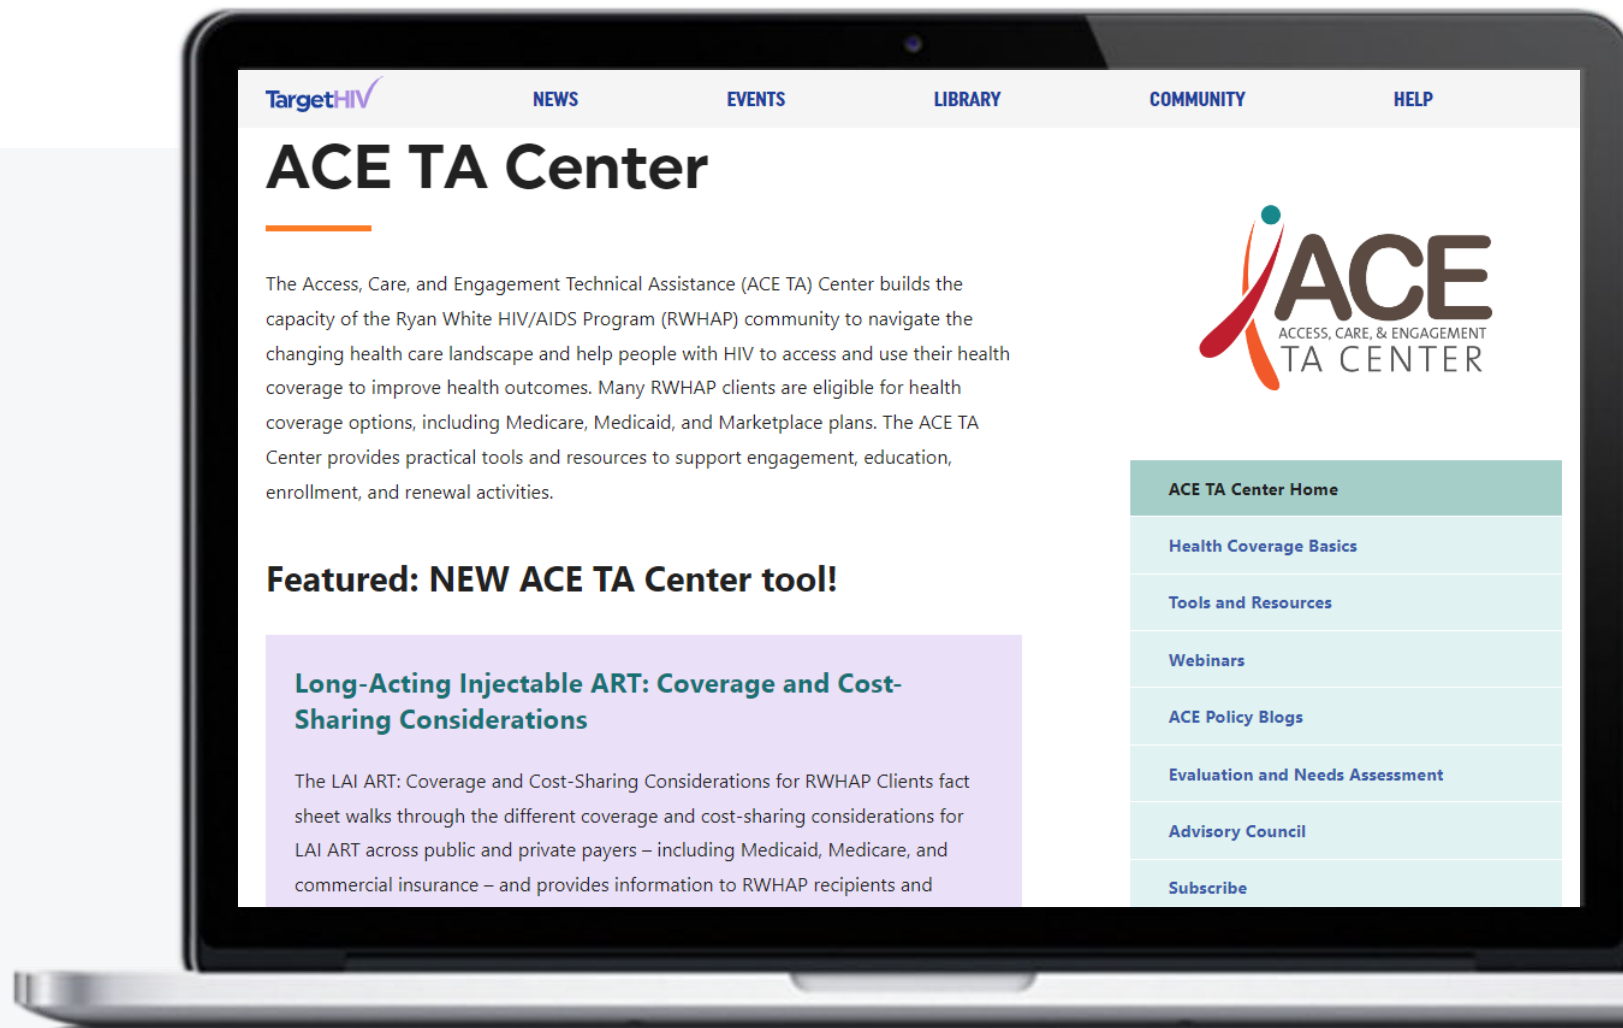 TargetHIV
NEWS
EVENTS
LIBRARY
COMMUNITY
HELP
ACE TA Center
The Access, Care, and Engagement Technical Assistance (ACE TA) Center builds the
capacity of the Ryan White HIV/AIDS Program (RWHAP) community to navigate the
changing health care landscape and help people with HIV to access and use their health
coverage to improve health outcomes. Many RWHAP clients are eligible for health
coverage options, including Medicare, Medicaid, and Marketplace plans. The ACE TA
Center provides practical tools and resources to support engagement, education,
enrollment, and renewal activities.
Featured: NEW ACE TA Center tool!
Long-Acting Injectable ART: Coverage and Cost-
Sharing Considerations
The LAI ART: Coverage and Cost-Sharing Considerations for RWHAP Clients fact
sheet walks through the different coverage and cost-sharing considerations for
LAI ART across public and private payers – including Medicaid, Medicare, and
commercial insurance – and provides information to RWHAP recipients and
ACE
ACCESS, CARE, & ENGAGEMENT
TA CENTER
ACE TA Center Home
Health Coverage Basics
Tools and Resources
Webinars
ACE Policy Blogs
Evaluation and Needs Assessment
Advisory Council
Subscribe